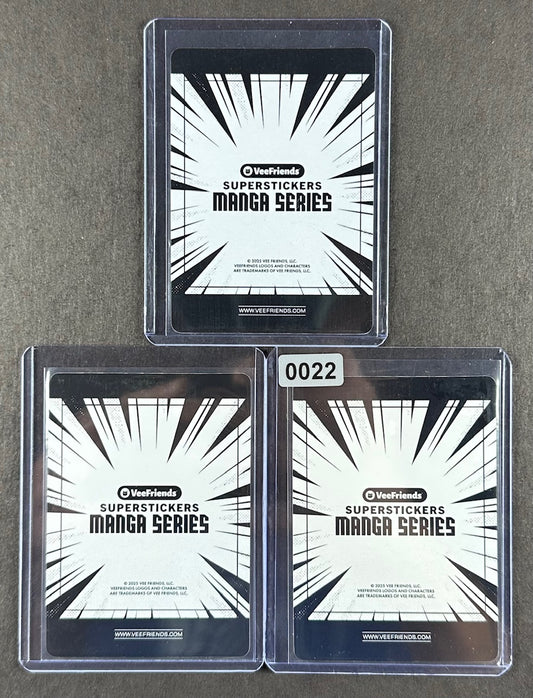 VeeFriends
SUPERSTICKERS
MANGA SERIES
© 2025 VEE FRIENDS, LLC.
VEEFRIENDS LOGOS AND CHARACTERS
ARE TRADEMARKS OF VEE FRIENDS, LLC.
WWW.VEEFRIENDS.COM
VeeFriends
SUPERSTICKERS
MANGA SERIES
© 2025 VEE FRIENDS, LLC.
VEEFRIENDS LOGOS AND CHARACTERS
ARE TRADEMARKS OF VEE FRIENDS, LLC.
WWW.VEEFRIENDS.COM
0022
VeeFriends
SUPERSTICKERS
MANGA SERIES
© 2025 VEE FRIENDS, LLC.
VEEFRIENDS LOGOS AND CHARACTERS
ARE TRADEMARKS OF VEE FRIENDS, LLC.
WWW.VEEFRIENDS.COM